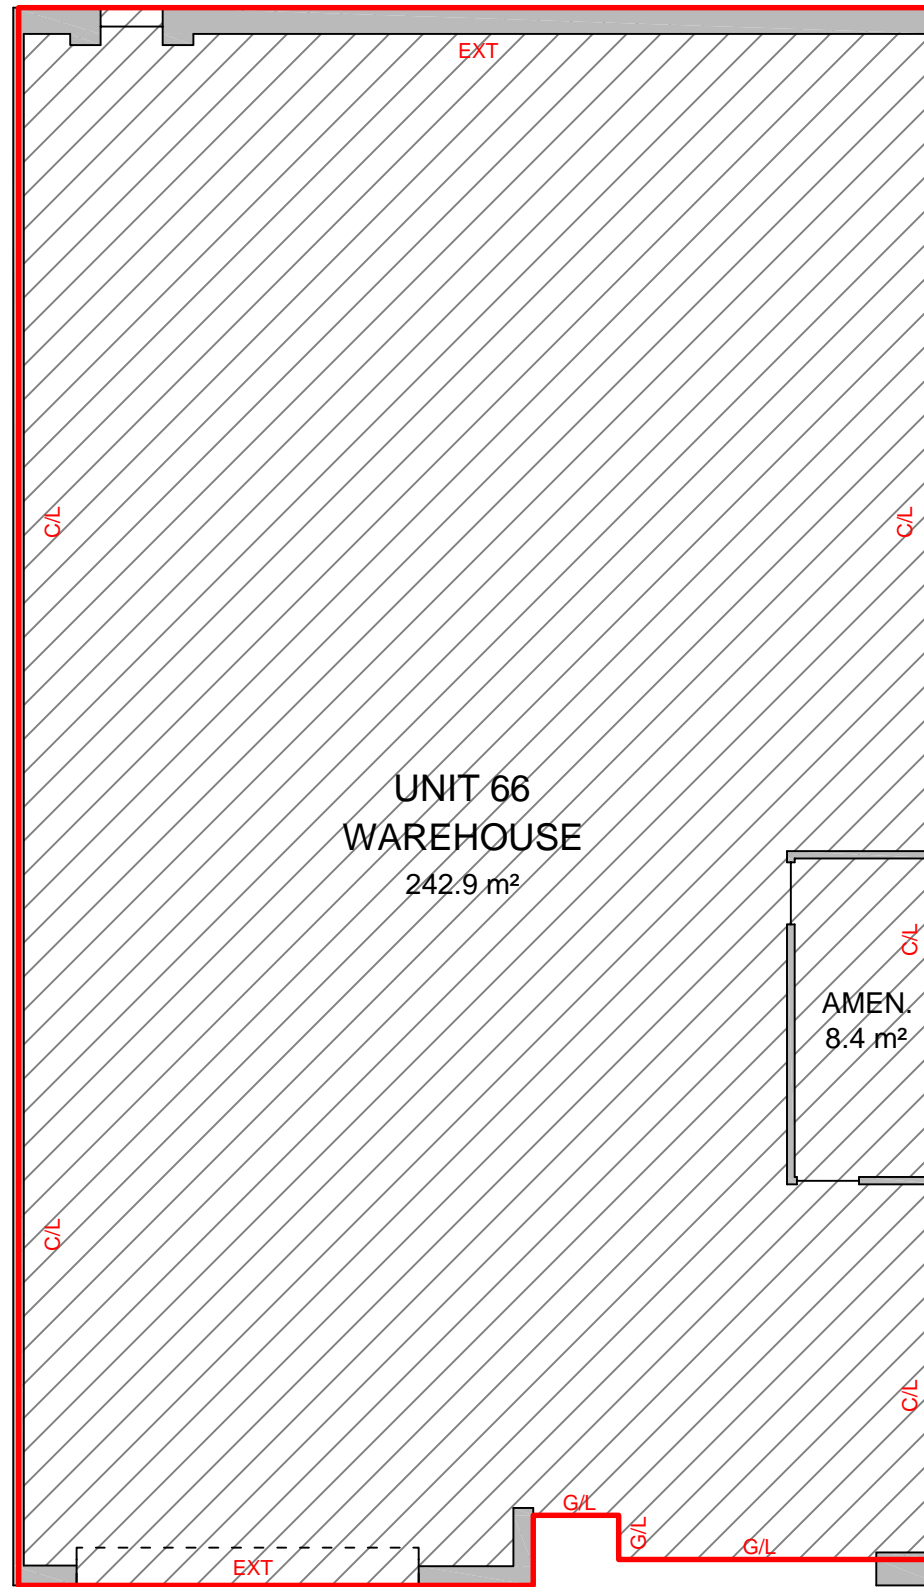 EXT
C/L
C/L
UNIT 66
WAREHOUSE
242.9 m²
C/L
AMEN.
8.4 m²
C/L
C/L
G/L
G/L
G/L
EXT